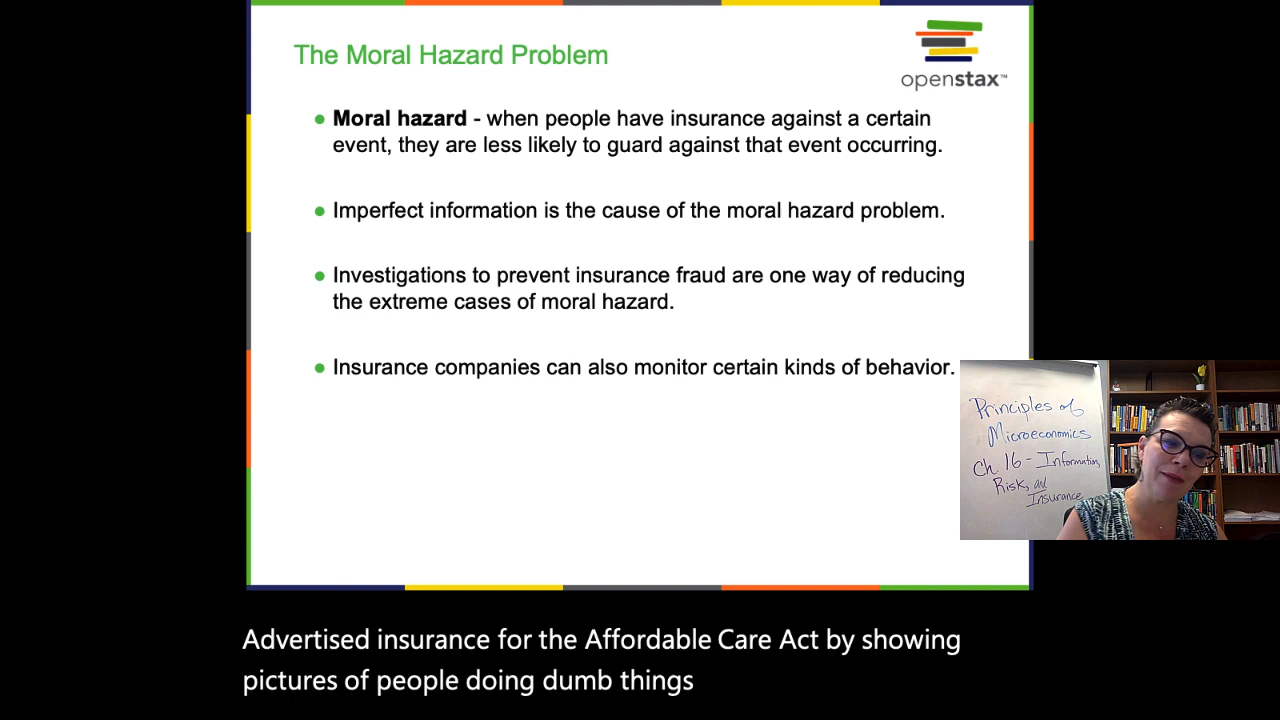 The Moral Hazard Problem
openstax™
● Moral hazard - when people have insurance against a certain
event, they are less likely to guard against that event occurring.
● Imperfect information is the cause of the moral hazard problem.
● Investigations to prevent insurance fraud are one way of reducing
the extreme cases of moral hazard.
● Insurance companies can also monitor certain kinds of behavior.
Principles of
Microeconomics
Ch 16 - Information,
Risk, and
Insurance
Advertised insurance for the Affordable Care Act by showing
pictures of people doing dumb things